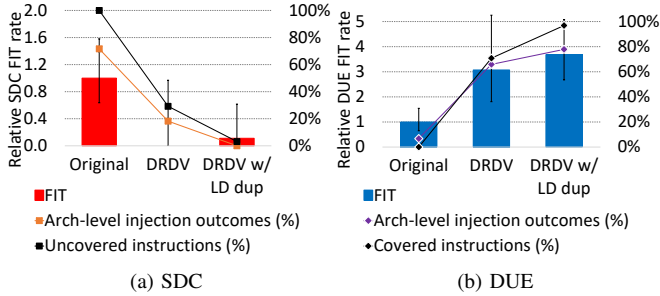 Relative SDC FIT rate
2.0
1.6
1.2
0.8
0.4
0.0
100%
80%
60%
40%
20%
0%
Original
DRDV
DRDV w/
LD dup
FIT
Arch-level injection outcomes (%)
Uncovered instructions (%)
(a) SDC
Relative DUE FIT rate
5
4
3
2
1
0
100%
80%
60%
40%
20%
0%
Original
DRDV
DRDV w/
LD dup
FIT
Arch-level injection outcomes (%)
Covered instructions (%)
(b) DUE